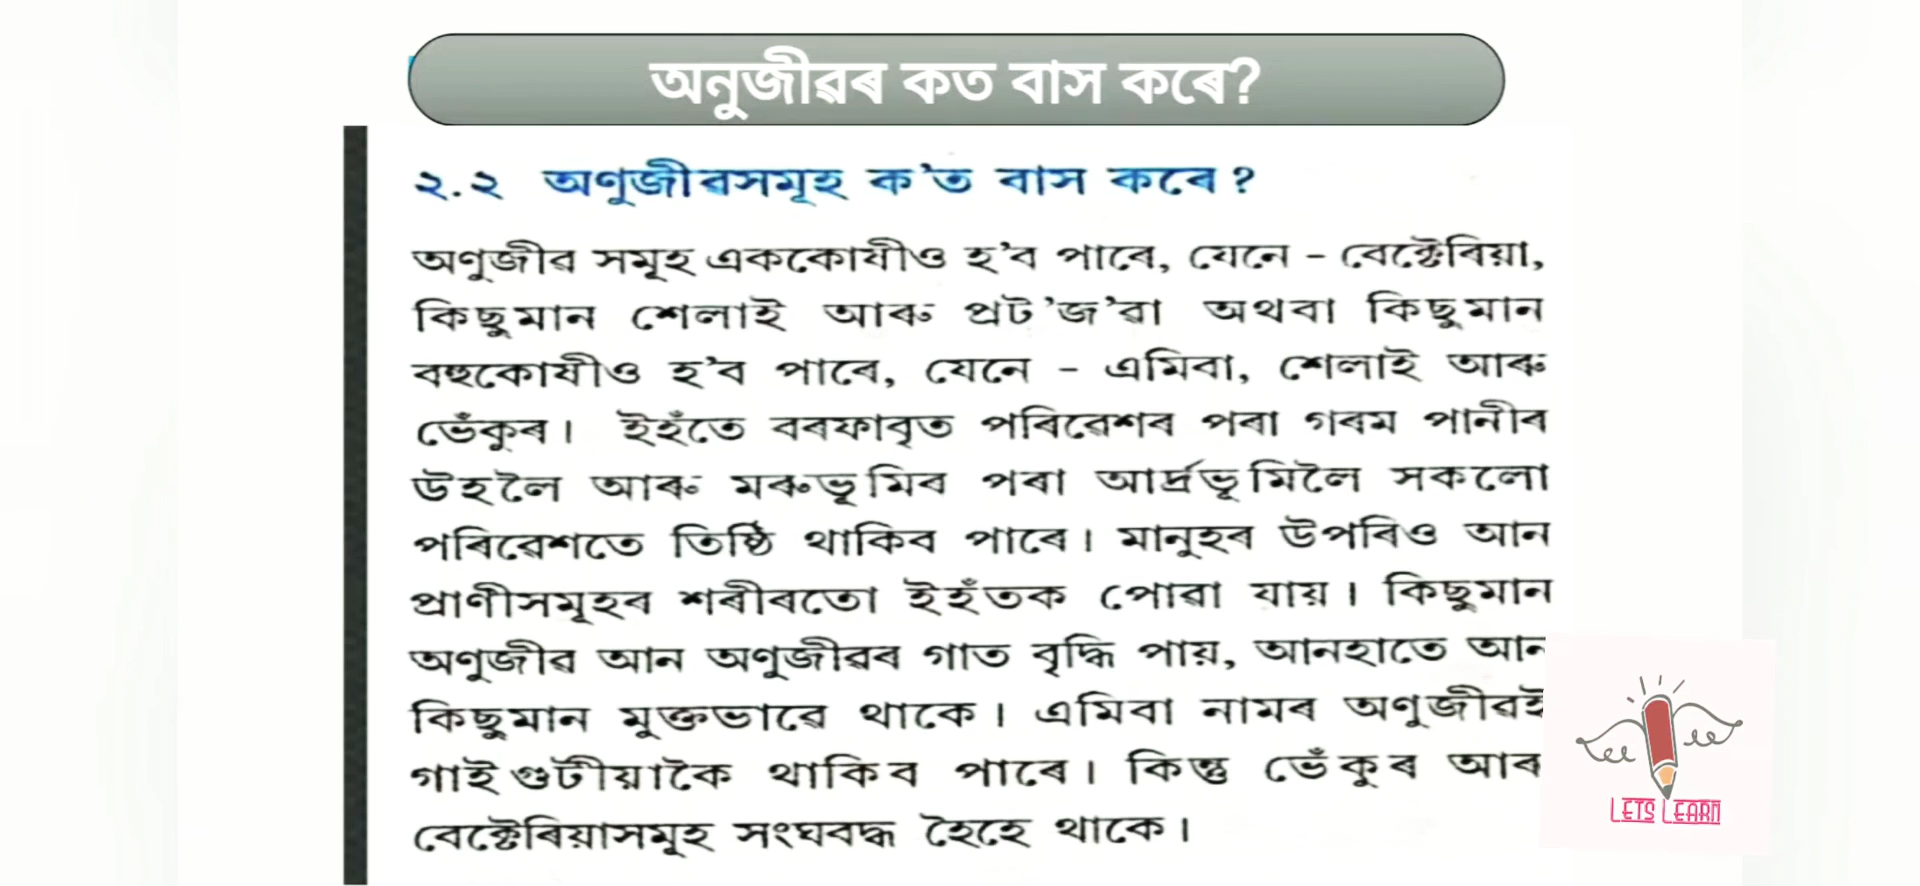 অনুজীৱৰ কত বাস কৰে?
২.২ অণুজীৱসমূহ ক'ত বাস কৰে?
অণুজীৱ সমূহ এককোষীও হ'ব পাৰে, যেনে - বেক্টেৰিয়া,
কিছুমান শেলাই আৰু প্ৰট'জ'ৱা অথবা কিছুমান
বহুকোষীও হ'ব পাৰে, যেনে - এমিবা, শেলাই আৰু
ভেঁকুৰ। ইহঁতে বৰফাবৃত পৰিৱেশৰ পৰা গৰম পানীৰ
উহলৈ আৰু মৰুভূমিৰ পৰা আৰ্দ্ৰভূমিলৈ সকলো
পৰিৱেশতে তিষ্ঠি থাকিব পাৰে। মানুহৰ উপৰিও আন
প্ৰাণীসমূহৰ শৰীৰতো ইহঁতক পোৱা যায়। কিছুমান
অণুজীৱ আন অণুজীৱৰ গাত বৃদ্ধি পায়, আনহাতে আন
কিছুমান মুক্তভাৱে থাকে। এমিবা নামৰ অণুজীৱই
গাইগুটীয়াকৈ থাকিব পাৰে। কিন্তু ভেঁকুৰ আৰ
বেক্টেৰিয়াসমূহ সংঘবদ্ধ হৈহে থাকে।
LETS LEARN